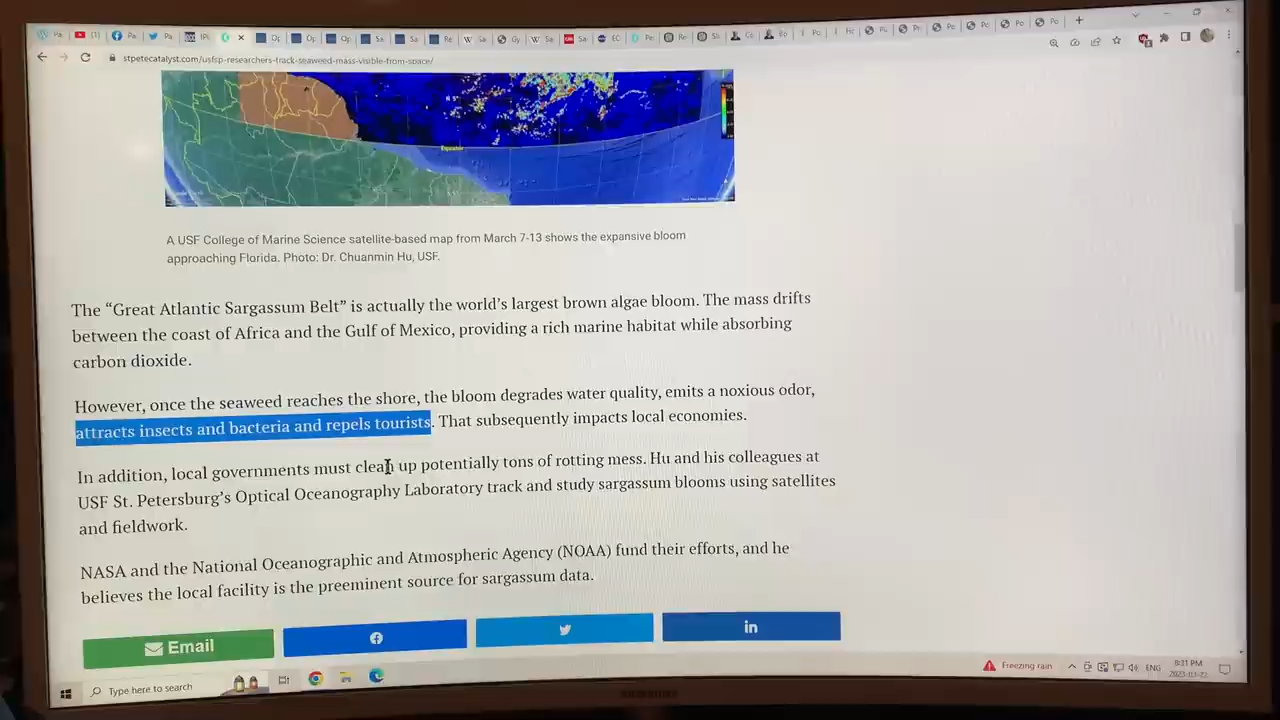 stpetecatalyst.com/usfsp-researchers-track-seaweed-mass-visible-from-space/
Equator
A USF College of Marine Science satellite-based map from March 7-13 shows the expansive bloom
approaching Florida. Photo: Dr. Chuanmin Hu, USF.
The “Great Atlantic Sargassum Belt” is actually the world’s largest brown algae bloom. The mass drifts
between the coast of Africa and the Gulf of Mexico, providing a rich marine habitat while absorbing
carbon dioxide.
However, once the seaweed reaches the shore, the bloom degrades water quality, emits a noxious odor,
attracts insects and bacteria and repels tourists. That subsequently impacts local economies.
In addition, local governments must clean up potentially tons of rotting mess. Hu and his colleagues at
USF St. Petersburg’s Optical Oceanography Laboratory track and study sargassum blooms using satellites
and fieldwork.
NASA and the National Oceanographic and Atmospheric Agency (NOAA) fund their efforts, and he
believes the local facility is the preeminent source for sargassum data.
Email
in
Type here to search
Freezing rain
ENG
8:31 PM
SAMSUNG